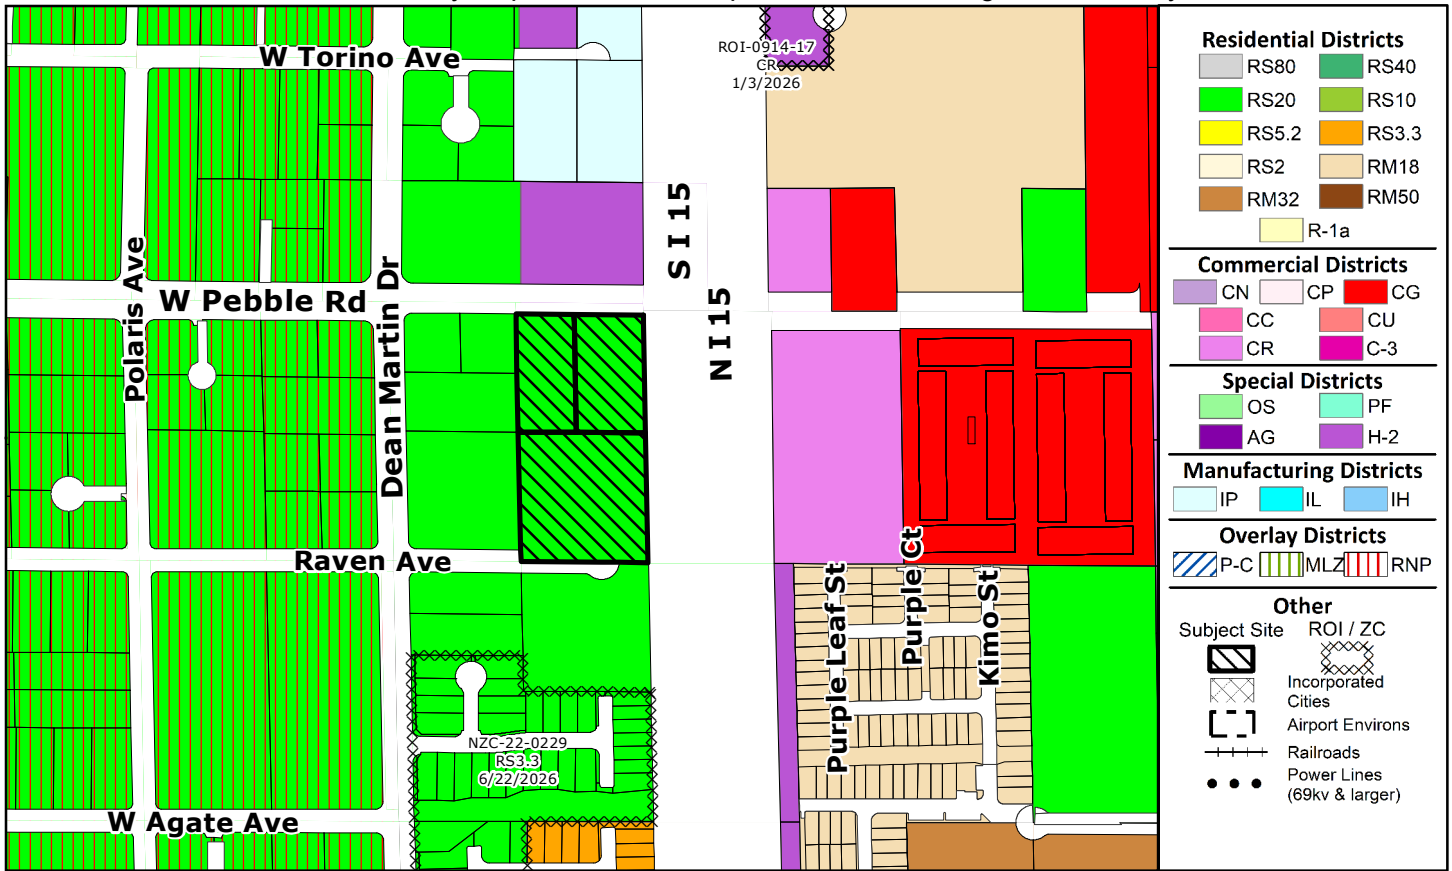 W Torino Ave
ROI-0914-17
CR
1/3/2026
S I 15
N I 15
Polaris Ave
W Pebble Rd
Dean Martin Dr
Raven Ave
Purple Leaf St
Purple Ct
Kimo St
NZC-22-0229
RS3.3
6/22/2026
W Agate Ave
Residential Districts
RS80 RS40
RS20 RS10
RS5.2 RS3.3
RS2 RM18
RM32 RM50
R-1a
Commercial Districts
CN CP CG
CC CU
CR C-3
Special Districts
OS PF
AG H-2
Manufacturing Districts
IP IL IH
Overlay Districts
P-C MLZ RNP
Other
Subject Site ROI / ZC
Incorporated
Cities
Airport Environs
Railroads
Power Lines
(69kv & larger)